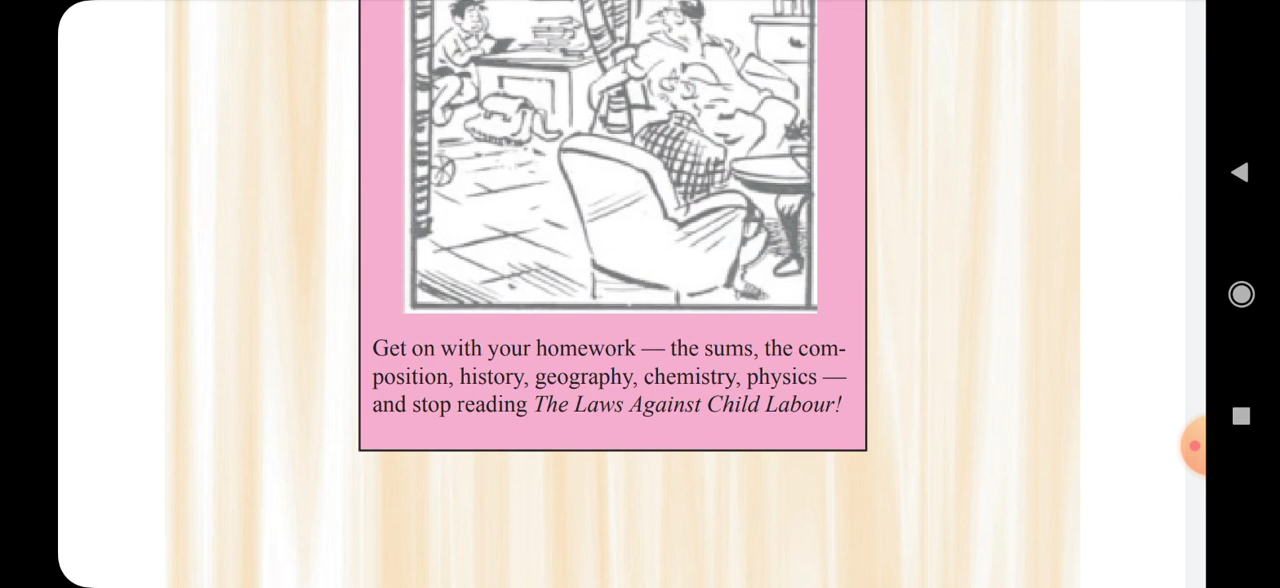 Get on with your homework — the sums, the com-
position, history, geography, chemistry, physics —
and stop reading The Laws Against Child Labour!